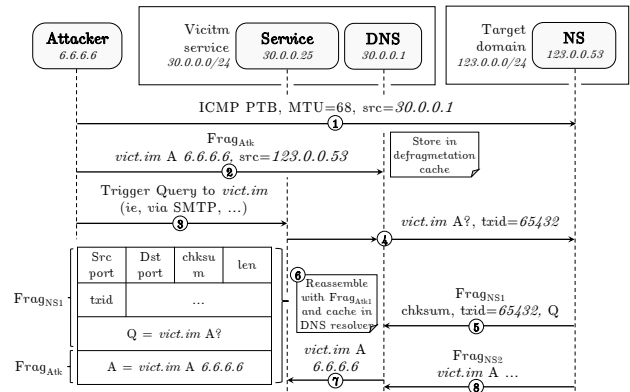 Attacker
6.6.6.6
Vicitm
service
30.0.0.0/24
Service
30.0.0.25
DNS
30.0.0.1
Target
domain
123.0.0.0/24
NS
123.0.0.53
ICMP PTB, MTU=68, src=30.0.0.1
1
FragAtk
vict.im A 6.6.6.6, src=123.0.0.53
2
Store in
defragmetation
cache
Trigger Query to vict.im
(ie, via SMTP, ...)
3
vict.im A?, txid=65432
4
Src
port
Dst
port
chksu
m
len
txid
...
Q = vict.im A?
A = vict.im A 6.6.6.6
FragNS1
FragAtk
6
Reassemble
with FragAtk1
and cache in
DNS resolver
FragNS1
chksum, txid=65432, Q
5
vict.im A
6.6.6.6
7
FragNS2
vict.im A ...
8